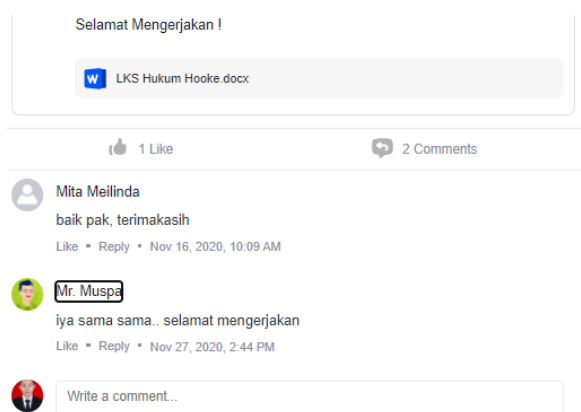 Selamat Mengerjakan !
W LKS Hukum Hooke.docx
1 Like 2 Comments
Mita Meilinda
baik pak, terimakasih
Like ▪ Reply ▪ Nov 16, 2020, 10:09 AM
Mr. Muspa
iya sama sama.. selamat mengerjakan
Like ▪ Reply ▪ Nov 27, 2020, 2:44 PM
Write a comment...